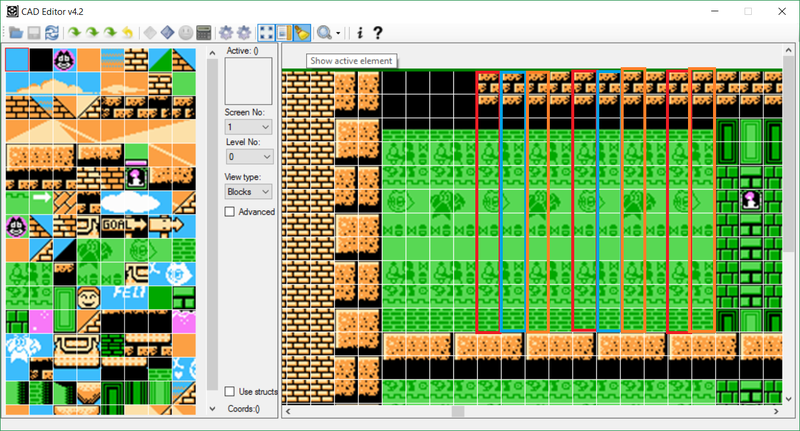 CAD Editor v4.2
i ?
Show active element
Active: ()
Screen No:
1
Level No:
0
View type:
Blocks
Advanced
GOAL
Use structs
Coords:()